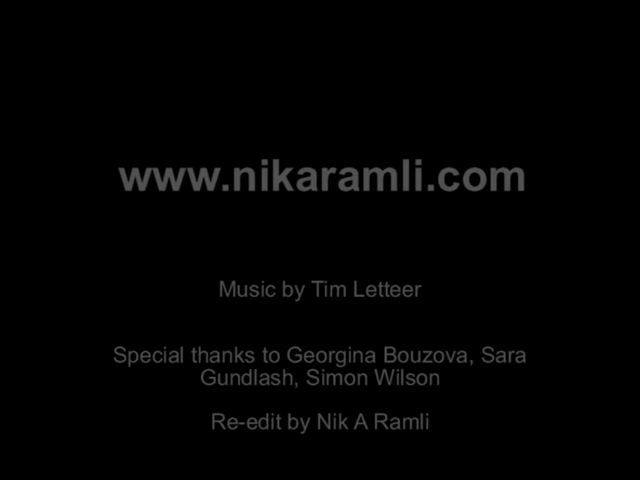 www.nikaramli.com
Music by Tim Letteer
Special thanks to Georgina Bouzova, Sara
Gundlash, Simon Wilson
Re-edit by Nik A Ramli